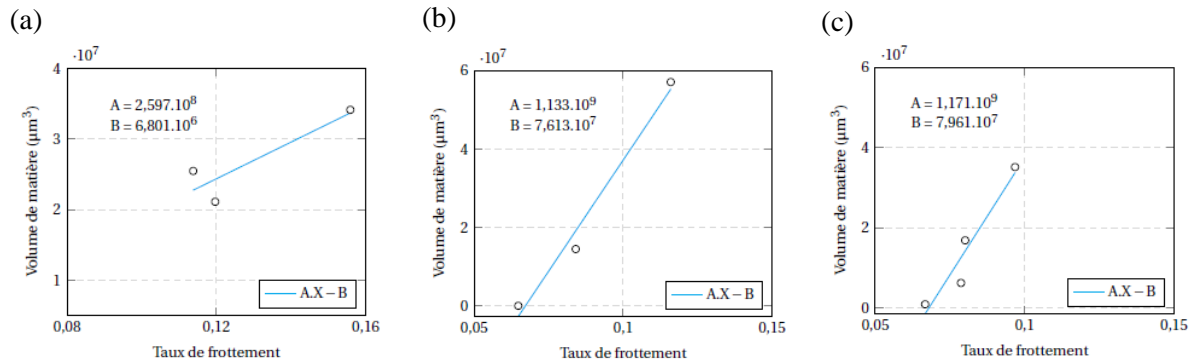 (a)
·10⁷
4
3
2
1
A = 2,597.10⁸
B = 6,801.10⁶
A.X − B
0,08
0,12
0,16
Volume de matière (µm³)
Taux de frottement
(b)
·10⁷
6
4
2
0
A = 1,133.10⁹
B = 7,613.10⁷
A.X − B
0,05
0,1
0,15
Volume de matière (µm³)
Taux de frottement
(c)
·10⁷
6
4
2
0
A = 1,171.10⁹
B = 7,961.10⁷
A.X − B
0,05
0,1
0,15
Volume de matière (µm³)
Taux de frottement